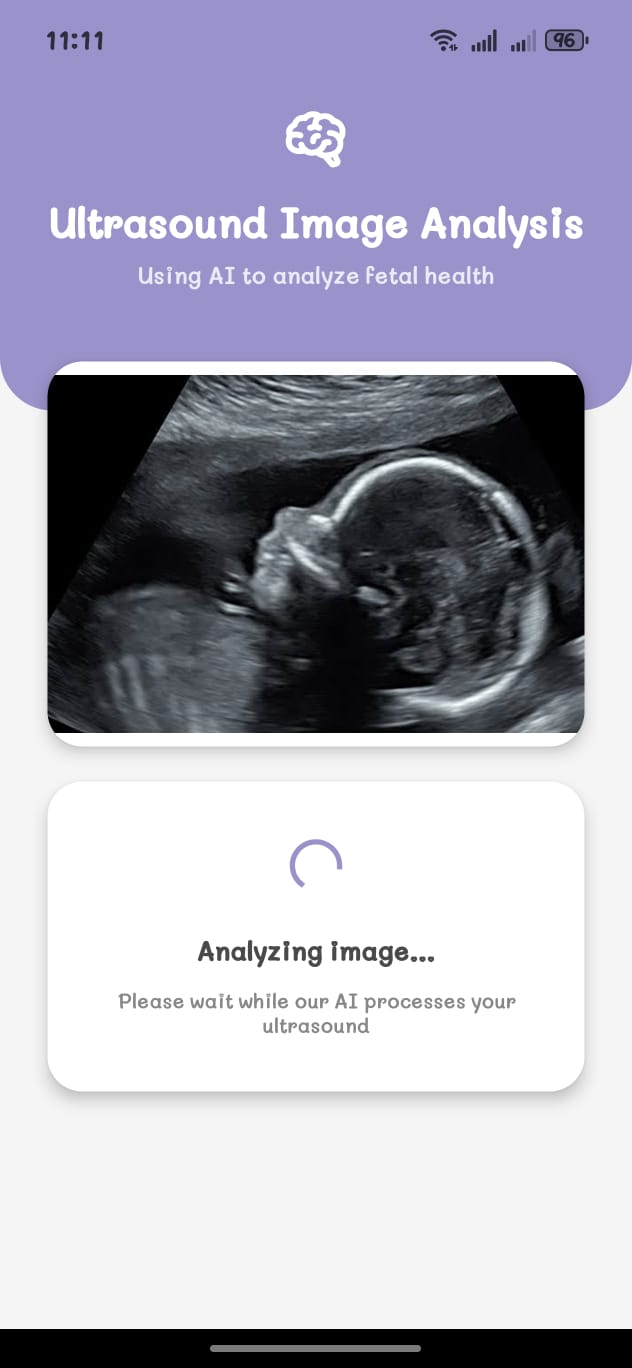 11:11
96
Ultrasound Image Analysis
Using AI to analyze fetal health
Analyzing image...
Please wait while our AI processes your
ultrasound